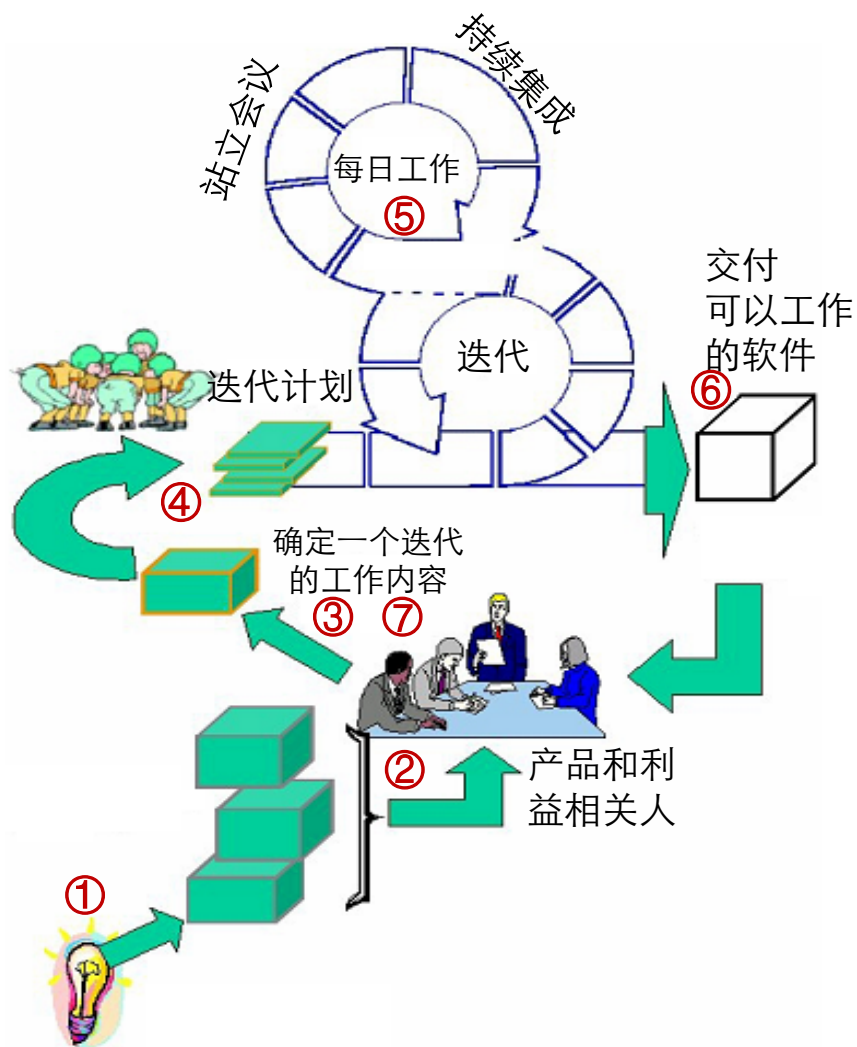 站立会议
持续集成
每日工作
⑤
迭代
交付
可以工作
的软件
⑥
迭代计划
④
确定一个迭代
的工作内容
③ ⑦
②
产品和利
益相关人
①